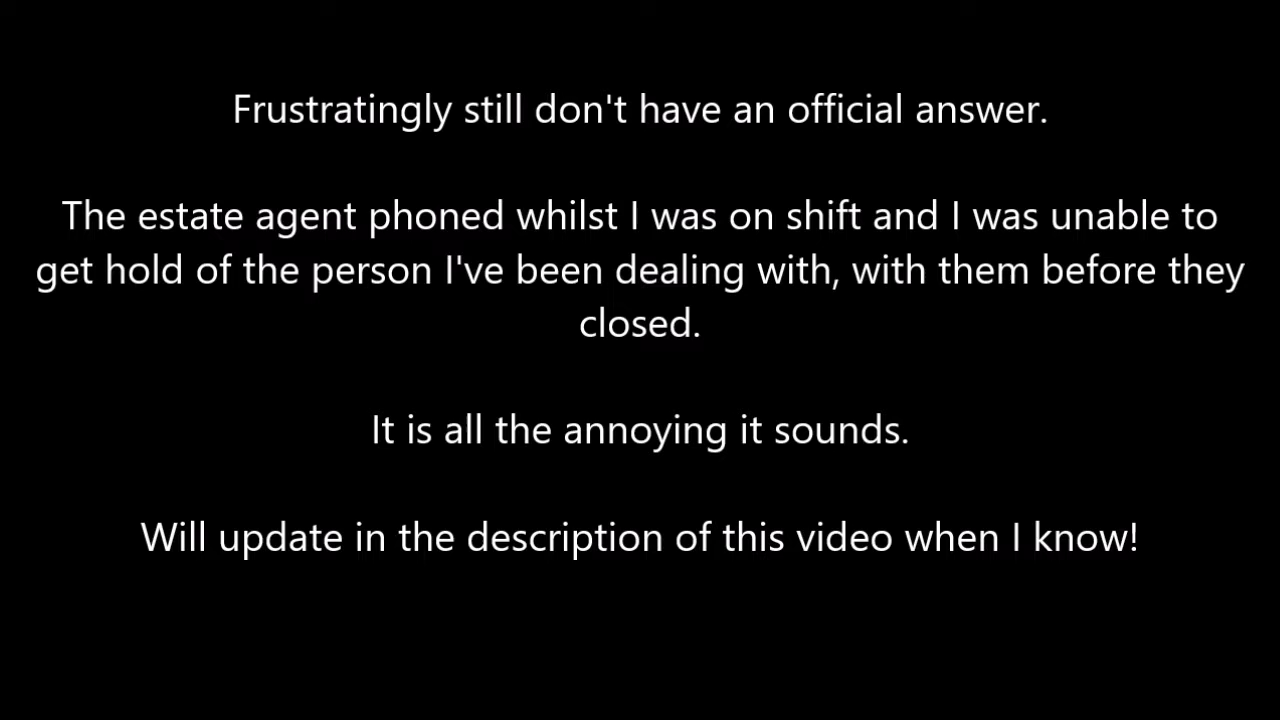 Frustratingly still don't have an official answer.
The estate agent phoned whilst I was on shift and I was unable to
get hold of the person I've been dealing with, with them before they
closed.
It is all the annoying it sounds.
Will update in the description of this video when I know!